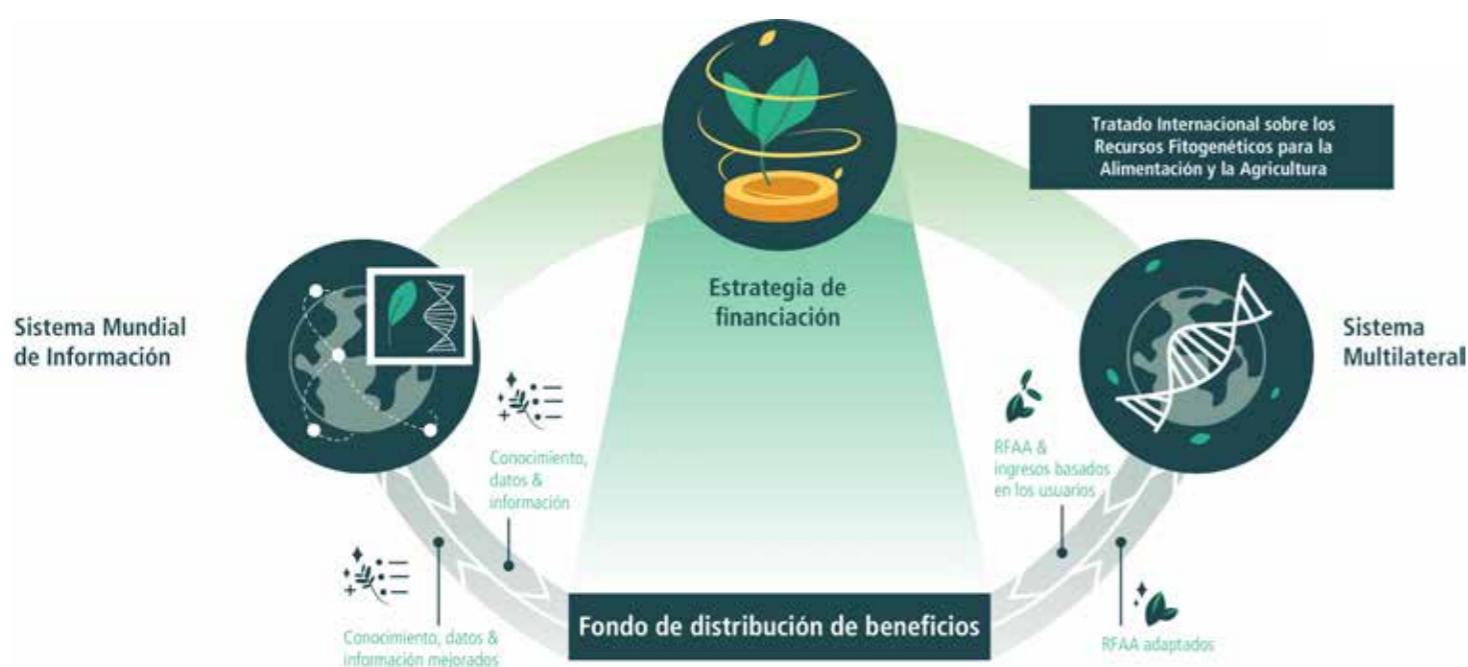 Tratado Internacional sobre los
Recursos Fitogenéticos para la
Alimentación y la Agricultura
Estrategia de
financiación
Sistema Mundial
de Información
Sistema
Multilateral
Conocimiento,
datos &
información
RFAA &
ingresos basados
en los usuarios
Conocimiento, datos &
información mejorados
Fondo de distribución de beneficios
RFAA adaptados